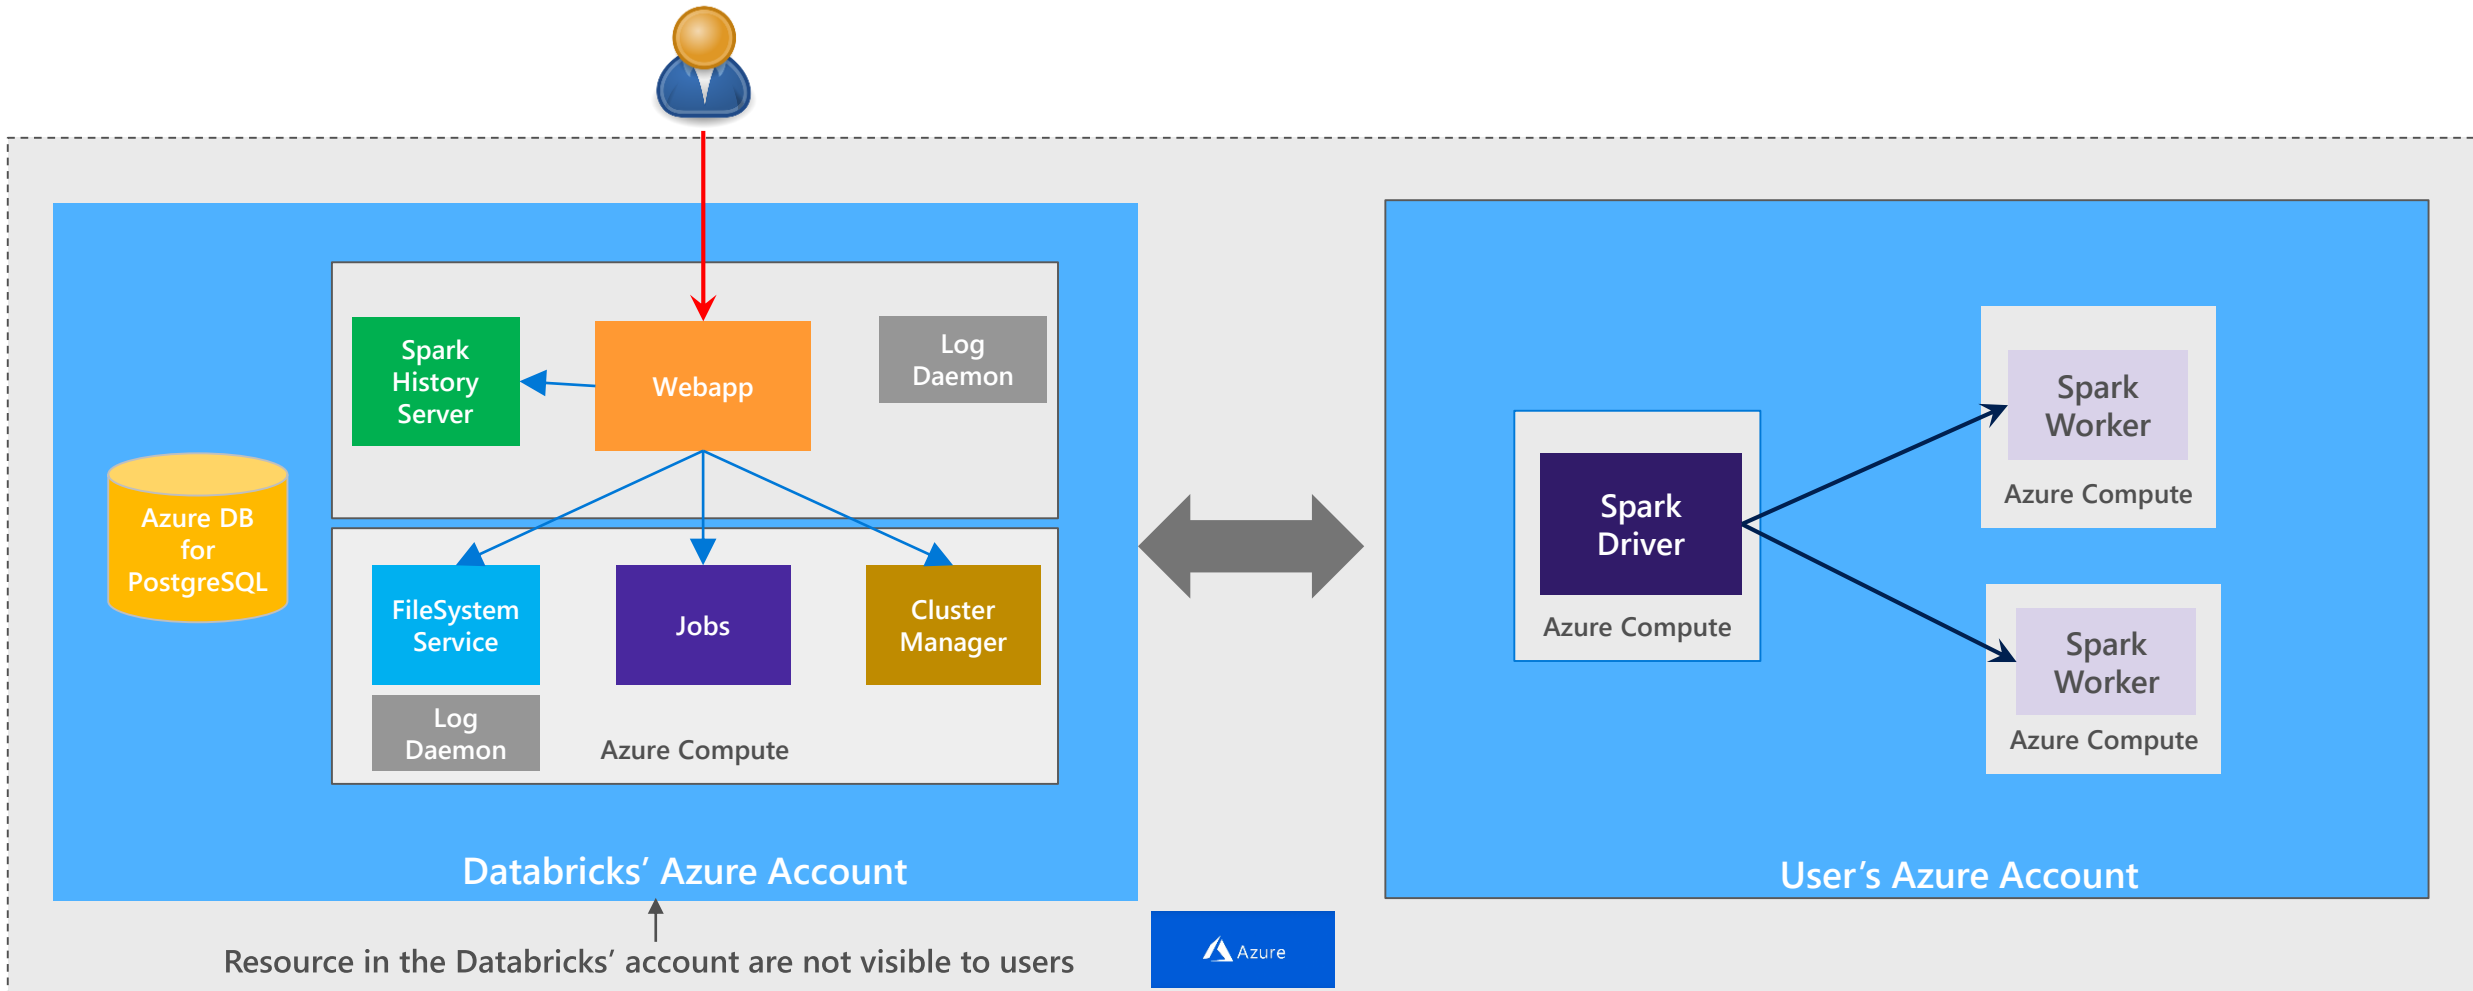 Spark
History
Server
Webapp
Log
Daemon
Azure DB
for
PostgreSQL
FileSystem
Service
Jobs
Cluster
Manager
Log
Daemon
Azure Compute
Databricks’ Azure Account
Resource in the Databricks’ account are not visible to users
Azure
Spark
Driver
Azure Compute
Spark
Worker
Azure Compute
Spark
Worker
Azure Compute
User’s Azure Account